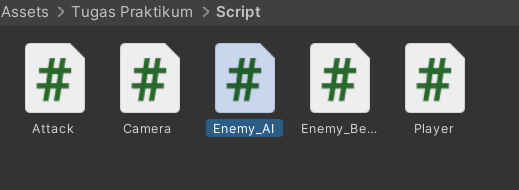 Assets > Tugas Praktikum > Script
Attack
Camera
Enemy_AI
Enemy_Be...
Player